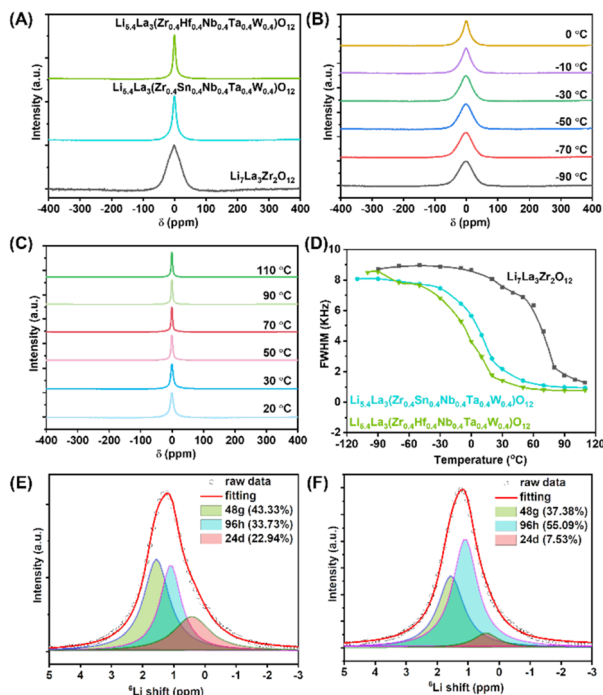 (A)
Li₅.₄La₃(Zr₀.₄Hf₀.₄Nb₀.₄Ta₀.₄W₀.₄)O₁₂
Li₅.₄La₃(Zr₀.₄Sn₀.₄Nb₀.₄Ta₀.₄W₀.₄)O₁₂
Li₇La₃Zr₂O₁₂
Intensity (a.u.)
-400 -300 -200 -100 0 100 200 300 400
δ (ppm)
(B)
0 °C
-10 °C
-30 °C
-50 °C
-70 °C
-90 °C
Intensity (a.u.)
-400 -300 -200 -100 0 100 200 300 400
δ (ppm)
(C)
110 °C
90 °C
70 °C
50 °C
30 °C
20 °C
Intensity (a.u.)
-400 -300 -200 -100 0 100 200 300 400
δ (ppm)
(D)
10
8
6
4
2
0
FWHM (KHz)
Li₇La₃Zr₂O₁₂
Li₅.₄La₃(Zr₀.₄Sn₀.₄Nb₀.₄Ta₀.₄W₀.₄)O₁₂
Li₅.₄La₃(Zr₀.₄Hf₀.₄Nb₀.₄Ta₀.₄W₀.₄)O₁₂
-120 -90 -60 -30 0 30 60 90 120
Temperature (°C)
(E)
raw data
fitting
48g (43.33%)
96h (33.73%)
24d (22.94%)
Intensity (a.u.)
5 4 3 2 1 0 -1 -2 -3
⁶Li shift (ppm)
(F)
raw data
fitting
48g (37.38%)
96h (55.09%)
24d (7.53%)
Intensity (a.u.)
5 4 3 2 1 0 -1 -2 -3
⁶Li shift (ppm)